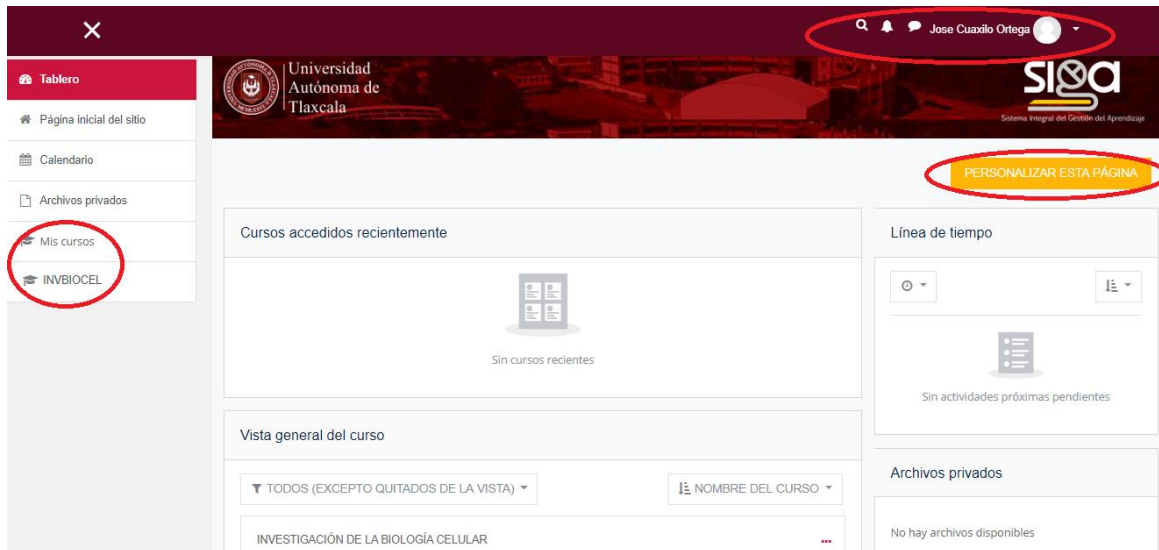 Jose Cuaxilo Ortega
Tablero
Página inicial del sitio
Calendario
Archivos privados
Mis cursos
INVBIOCEL
Universidad
Autónoma de
Tlaxcala
siga
Sistema Integral del Gestión del Aprendizaje
PERSONALIZAR ESTA PÁGINA
Cursos accedidos recientemente
Sin cursos recientes
Vista general del curso
TODOS (EXCEPTO QUITADOS DE LA VISTA)
NOMBRE DEL CURSO
INVESTIGACIÓN DE LA BIOLOGÍA CELULAR
Línea de tiempo
Sin actividades próximas pendientes
Archivos privados
No hay archivos disponibles